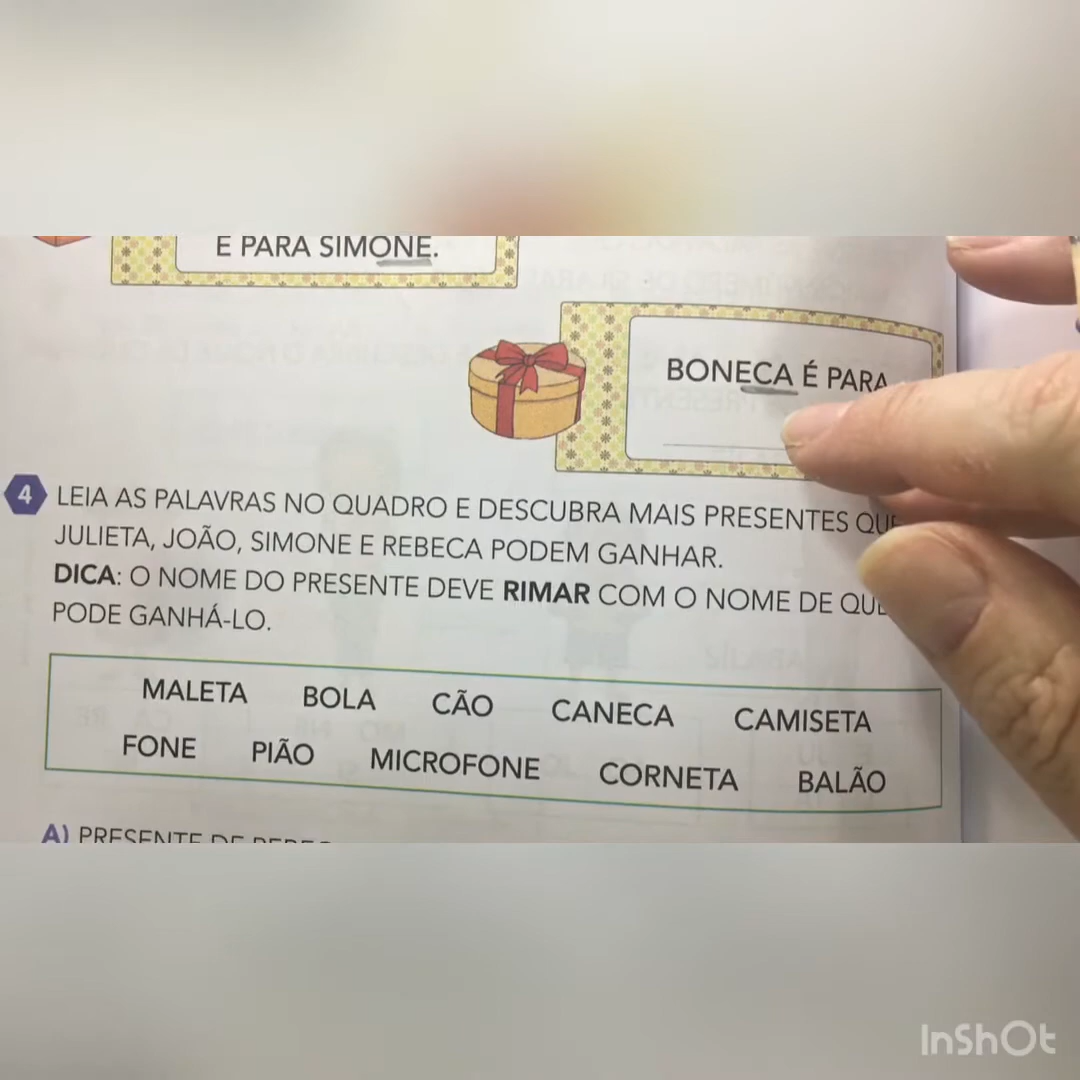 É PARA SIMONE.
BONECA É PARA
4 LEIA AS PALAVRAS NO QUADRO E DESCUBRA MAIS PRESENTES
JULIETA, JOÃO, SIMONE E REBECA PODEM GANHAR.
DICA: O NOME DO PRESENTE DEVE RIMAR COM O NOME DE
PODE GANHÁ-LO.
MALETA BOLA CÃO CANECA CAMISETA
FONE PIÃO MICROFONE CORNETA BALÃO
A) PRESENTE DE
InShOt